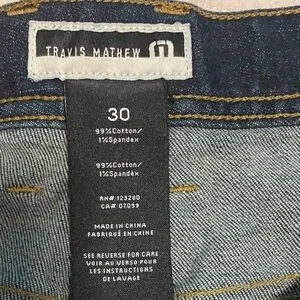 TRAVIS MATHEW
30
99%Cotton/
1%Spandex
99%Cotton/
1%Spandex
RN# 123280
CA# 07099
MADE IN CHINA
FABRIQUÉ EN CHINE
SEE REVERSE FOR CARE
VOIR AU VERSO POUR
LES INSTRUCTIONS
DE LAVAGE